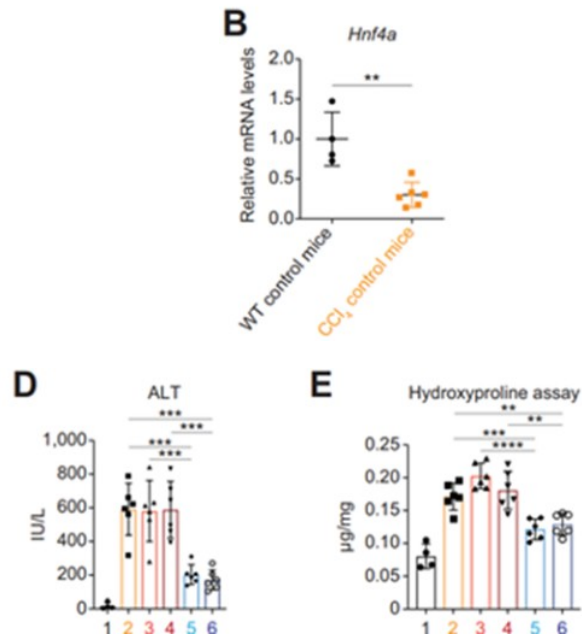 B
Hnf4a
Relative mRNA levels
2.0
1.5
1.0
0.5
0.0
**
WT control mice
CCl₄ control mice
D
ALT
***
***
***
***
IU/L
1,000
800
600
400
200
0
1 2 3 4 5 6
E
Hydroxyproline assay
**
**
***
****
µg/mg
0.25
0.20
0.15
0.10
0.05
0
1 2 3 4 5 6